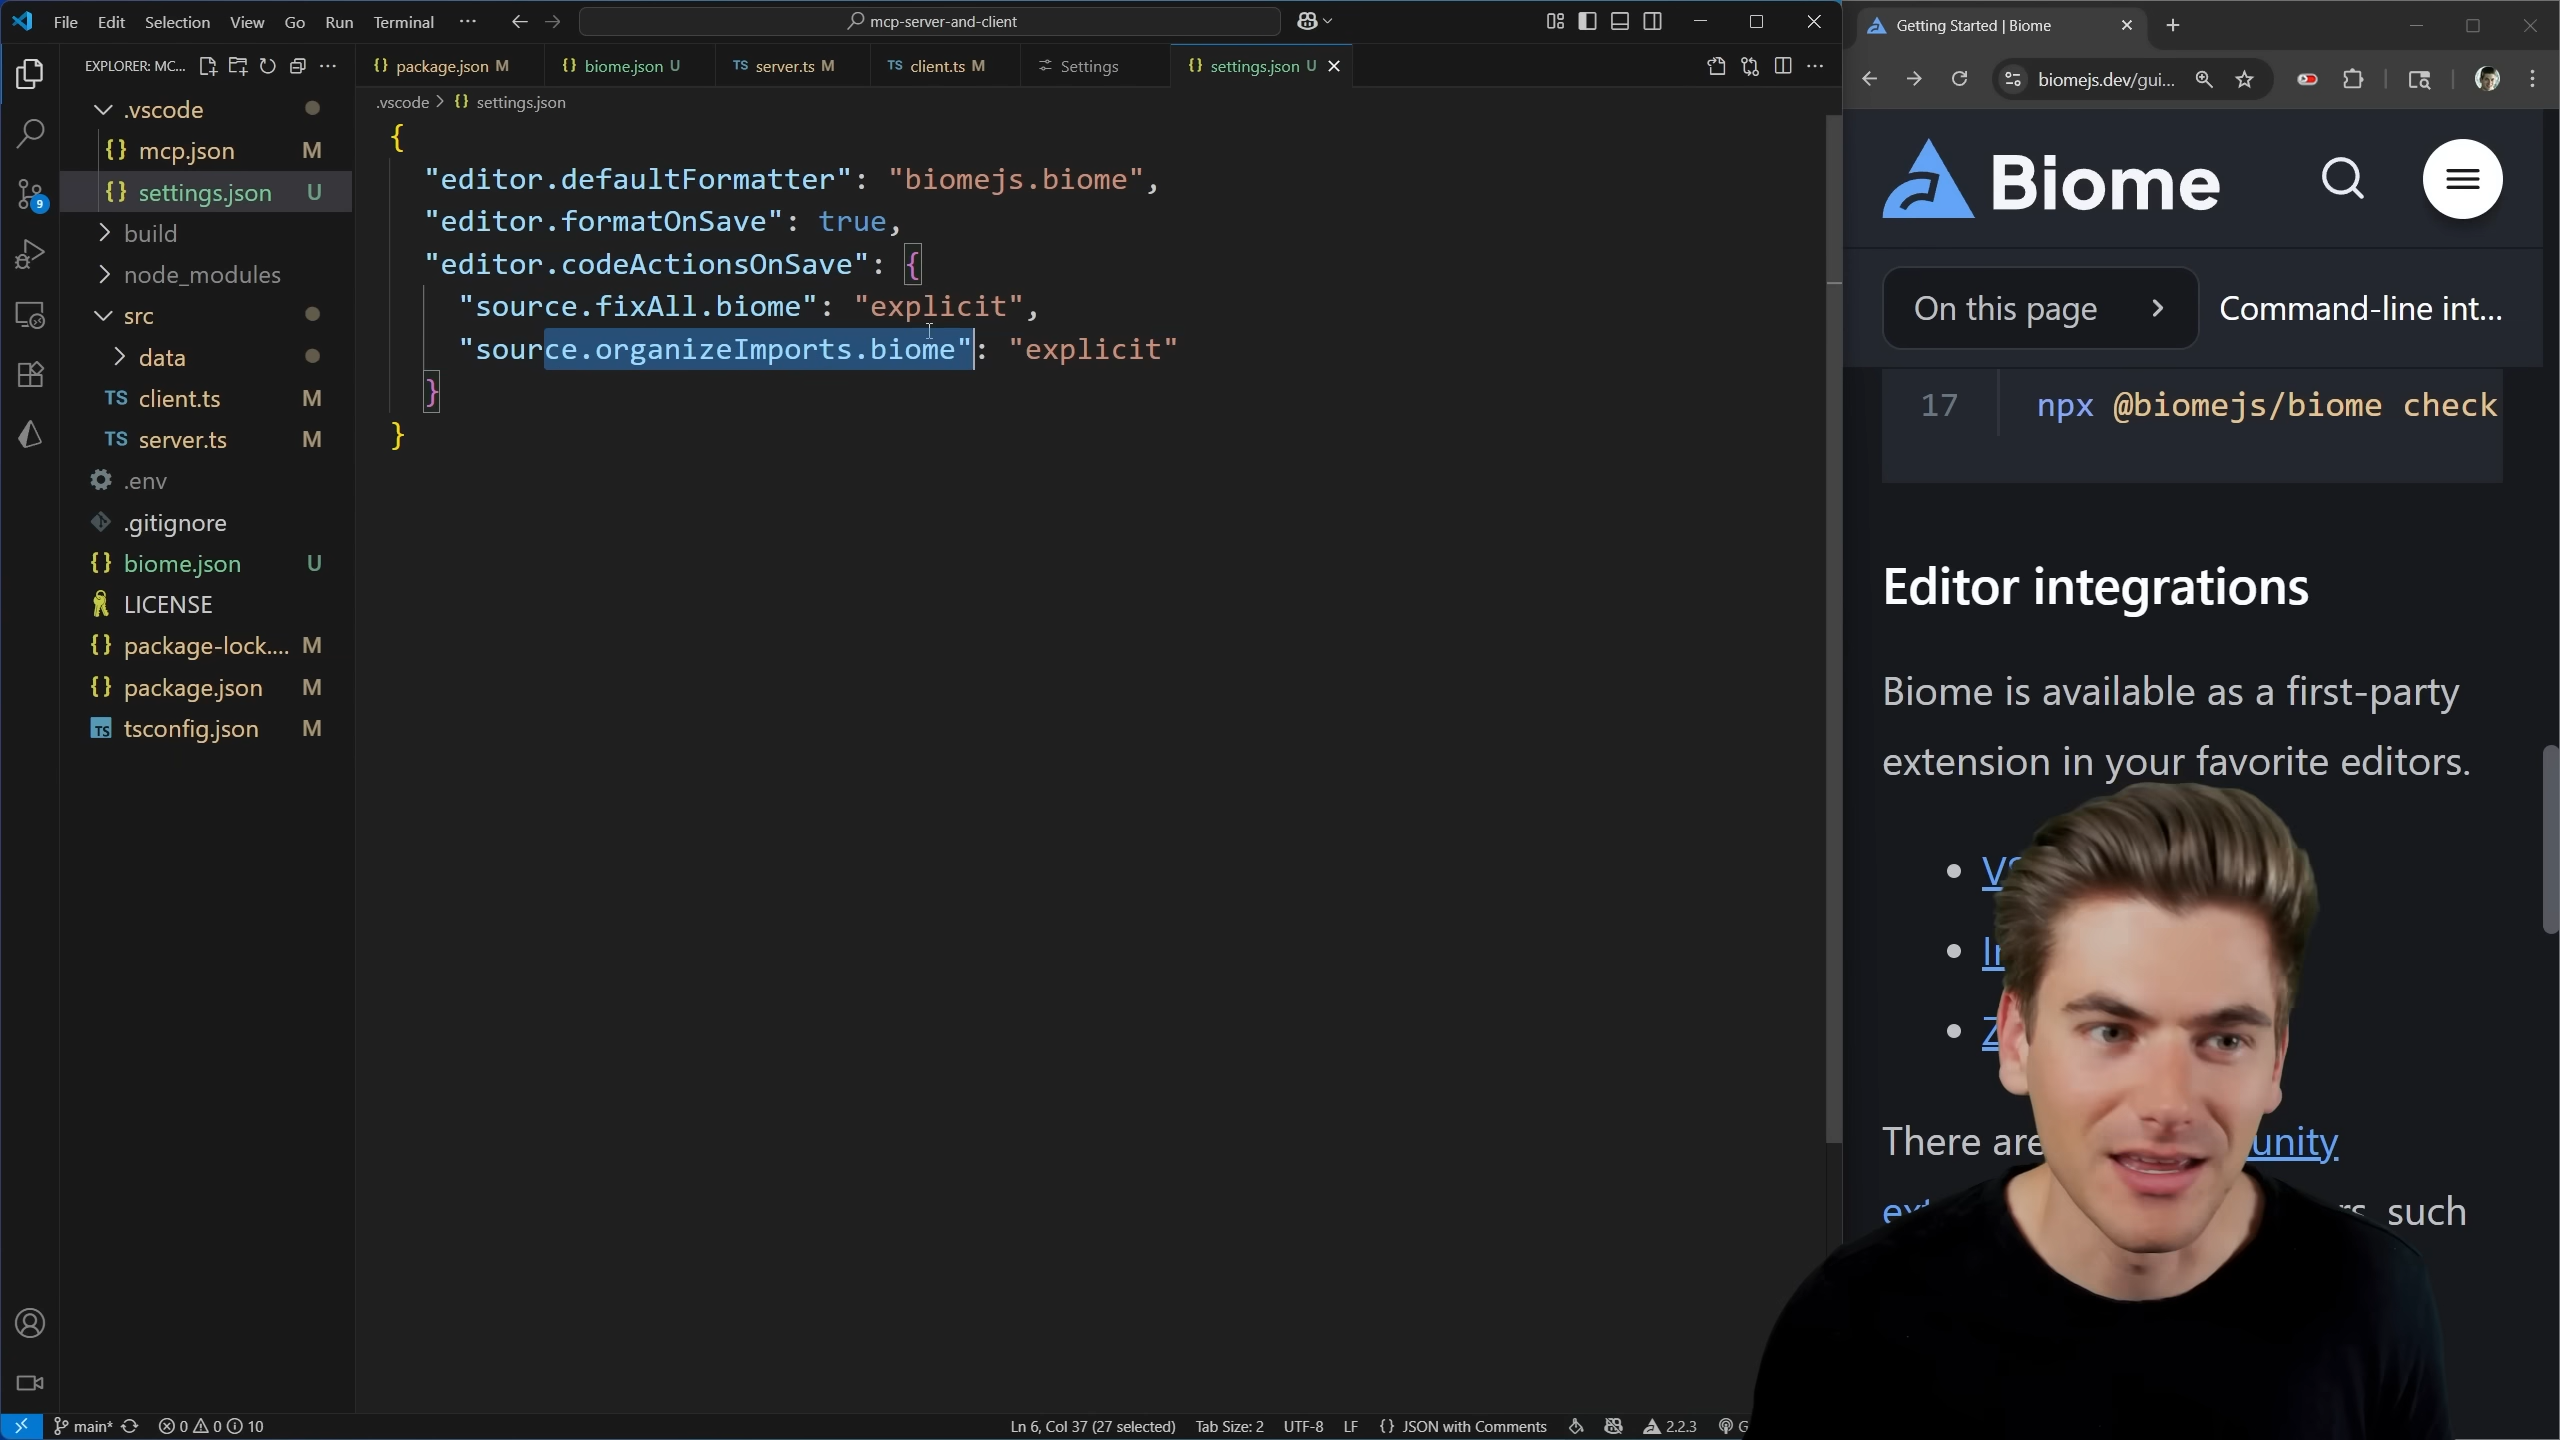 File Edit Selection View Go Run Terminal ···
mcp-server-and-client
EXPLORER: MC... ···
.vscode
mcp.json M
settings.json U
build
node_modules
src
data
TS client.ts M
TS server.ts M
.env
.gitignore
biome.json U
LICENSE
package-lock.... M
package.json M
TS tsconfig.json M
9
package.json M
biome.json U
TS server.ts M
TS client.ts M
Settings
settings.json U
.vscode > {} settings.json
{
"editor.defaultFormatter": "biomejs.biome",
"editor.formatOnSave": true,
"editor.codeActionsOnSave": {
"source.fixAll.biome": "explicit",
"source.organizeImports.biome": "explicit"
}
}
main* 0 0 10
Ln 6, Col 37 (27 selected) Tab Size: 2 UTF-8 LF {} JSON with Comments 2.2.3 G
Getting Started | Biome
biomejs.dev/gui...
Biome
On this page > Command-line int...
17 npx @biomejs/biome check
Editor integrations
Biome is available as a first-party
extension in your favorite editors.
There are
unity
such